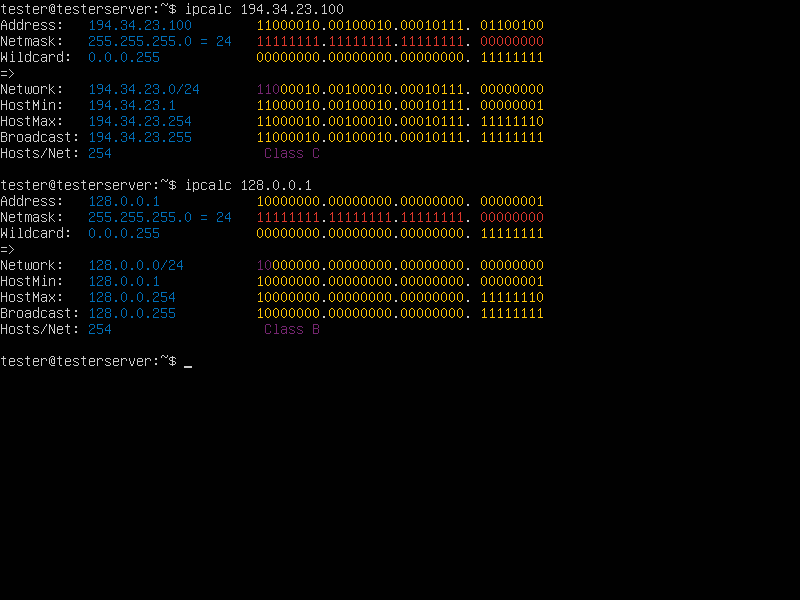 tester@testerserver:~$ ipcalc 194.34.23.100
Address:   194.34.23.100        11000010.00100010.00010111. 01100100
Netmask:   255.255.255.0 = 24   11111111.11111111.11111111. 00000000
Wildcard:  0.0.0.255            00000000.00000000.00000000. 11111111
=>
Network:   194.34.23.0/24       11000010.00100010.00010111. 00000000
HostMin:   194.34.23.1          11000010.00100010.00010111. 00000001
HostMax:   194.34.23.254        11000010.00100010.00010111. 11111110
Broadcast: 194.34.23.255        11000010.00100010.00010111. 11111111
Hosts/Net: 254                   Class C
tester@testerserver:~$ ipcalc 128.0.0.1
Address:   128.0.0.1            10000000.00000000.00000000. 00000001
Netmask:   255.255.255.0 = 24   11111111.11111111.11111111. 00000000
Wildcard:  0.0.0.255            00000000.00000000.00000000. 11111111
=>
Network:   128.0.0.0/24         10000000.00000000.00000000. 00000000
HostMin:   128.0.0.1            10000000.00000000.00000000. 00000001
HostMax:   128.0.0.254          10000000.00000000.00000000. 11111110
Broadcast: 128.0.0.255          10000000.00000000.00000000. 11111111
Hosts/Net: 254                   Class B
tester@testerserver:~$ _